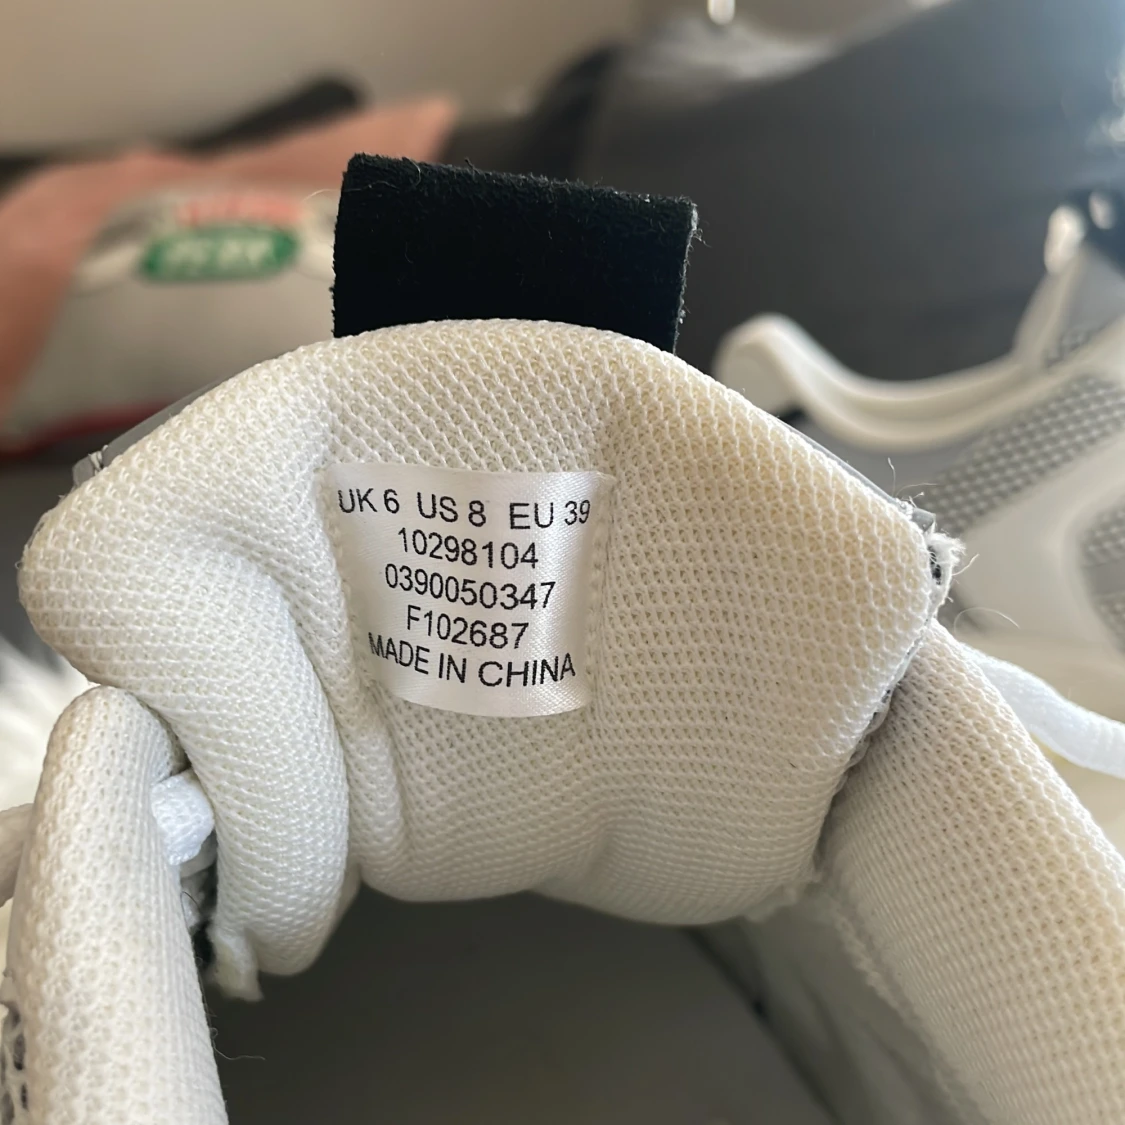 UK 6 US 8 EU 39
10298104
0390050347
F102687
MADE IN CHINA